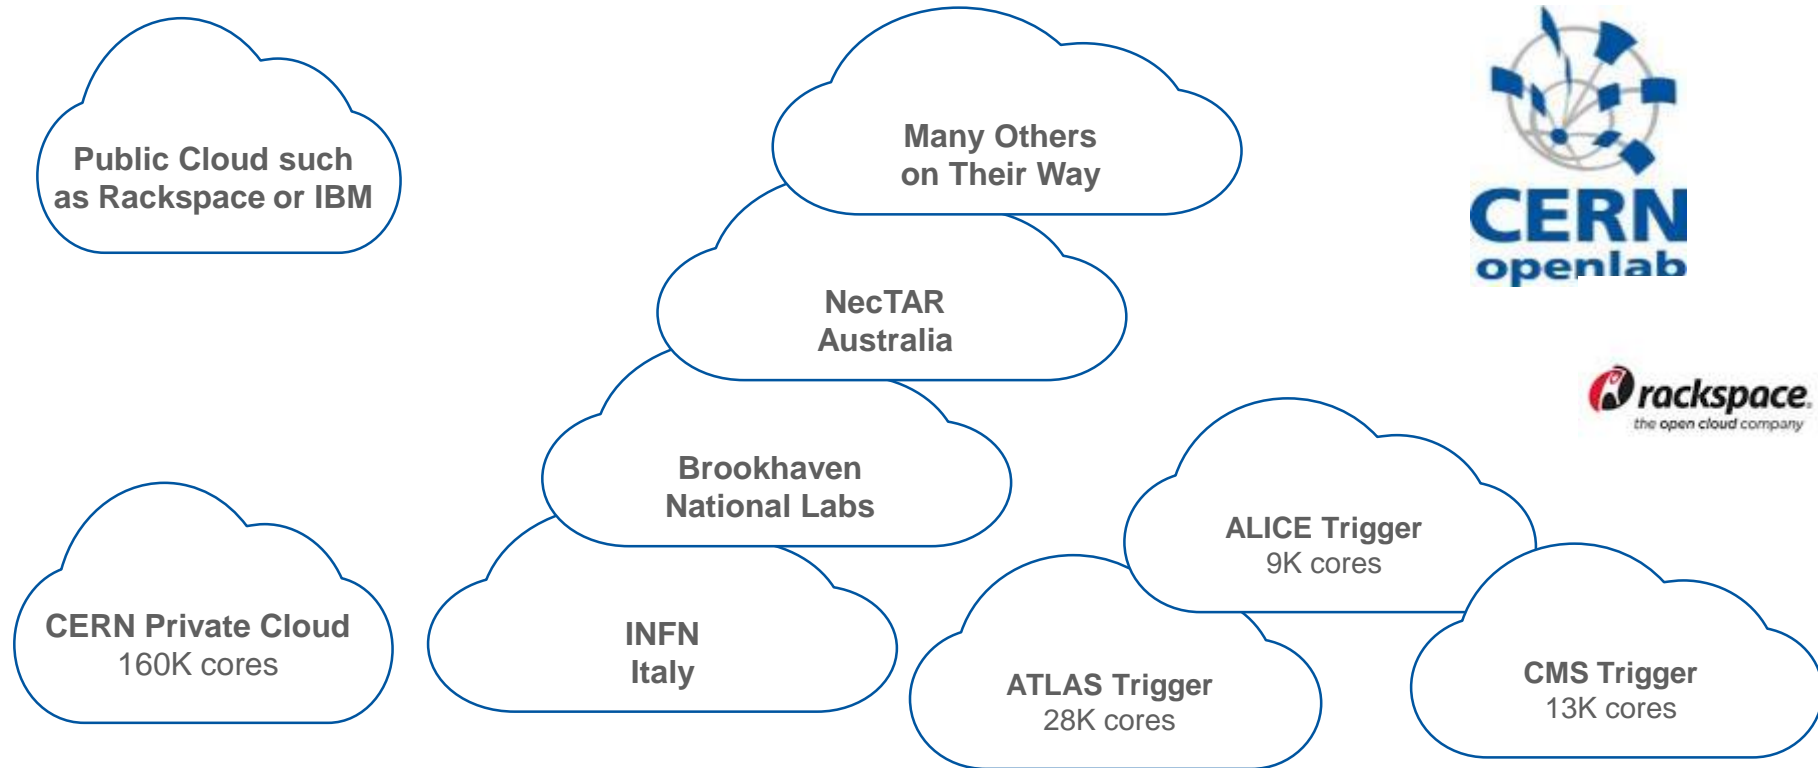 Public Cloud such
as Rackspace or IBM
Many Others
on Their Way
CERN
openlab
NecTAR
Australia
rackspace®
the open cloud company
Brookhaven
National Labs
ALICE Trigger
9K cores
CERN Private Cloud
160K cores
INFN
Italy
ATLAS Trigger
28K cores
CMS Trigger
13K cores